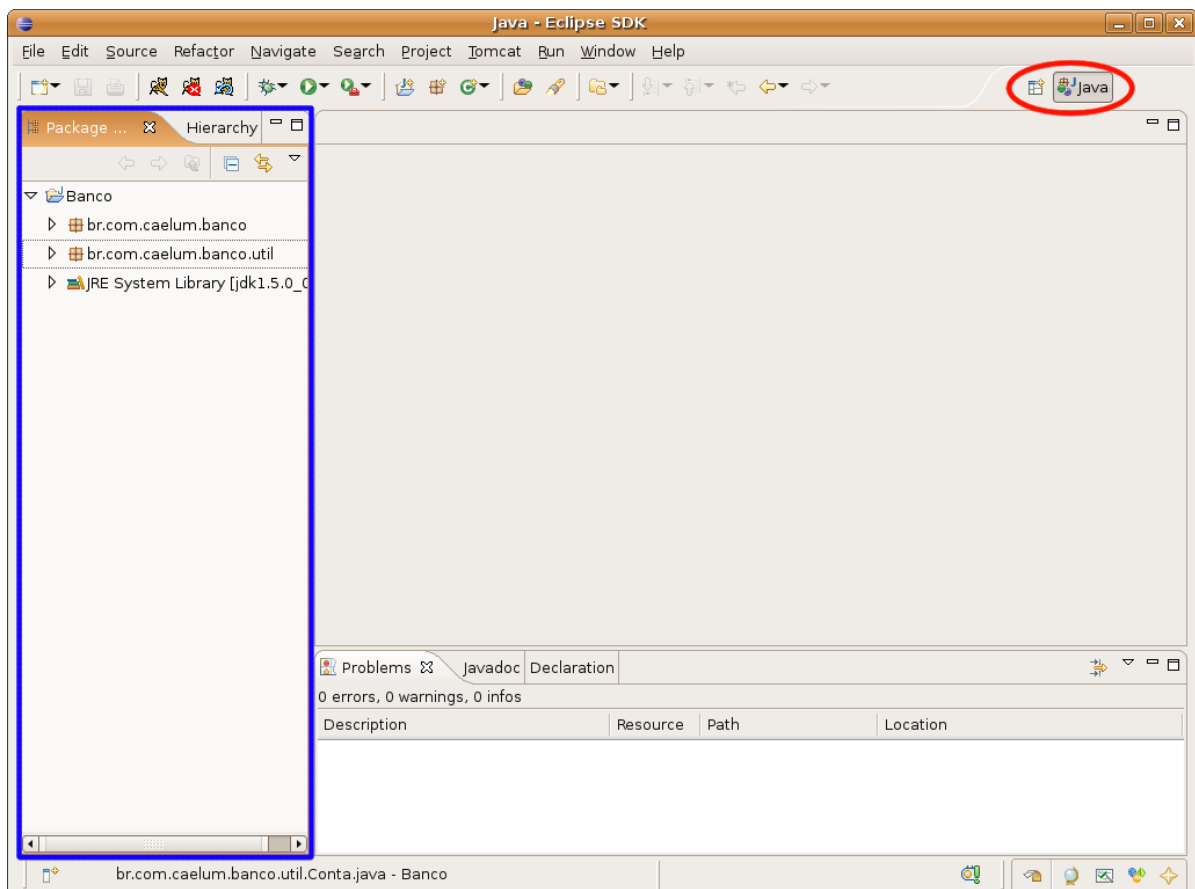 Java - Eclipse SDK
File Edit Source Refactor Navigate Search Project Tomcat Run Window Help
Java
Package ... Hierarchy
Banco
br.com.caelum.banco
br.com.caelum.banco.util
JRE System Library [jdk1.5.0_0
Problems Javadoc Declaration
0 errors, 0 warnings, 0 infos
Description Resource Path Location
br.com.caelum.banco.util.Conta.java - Banco